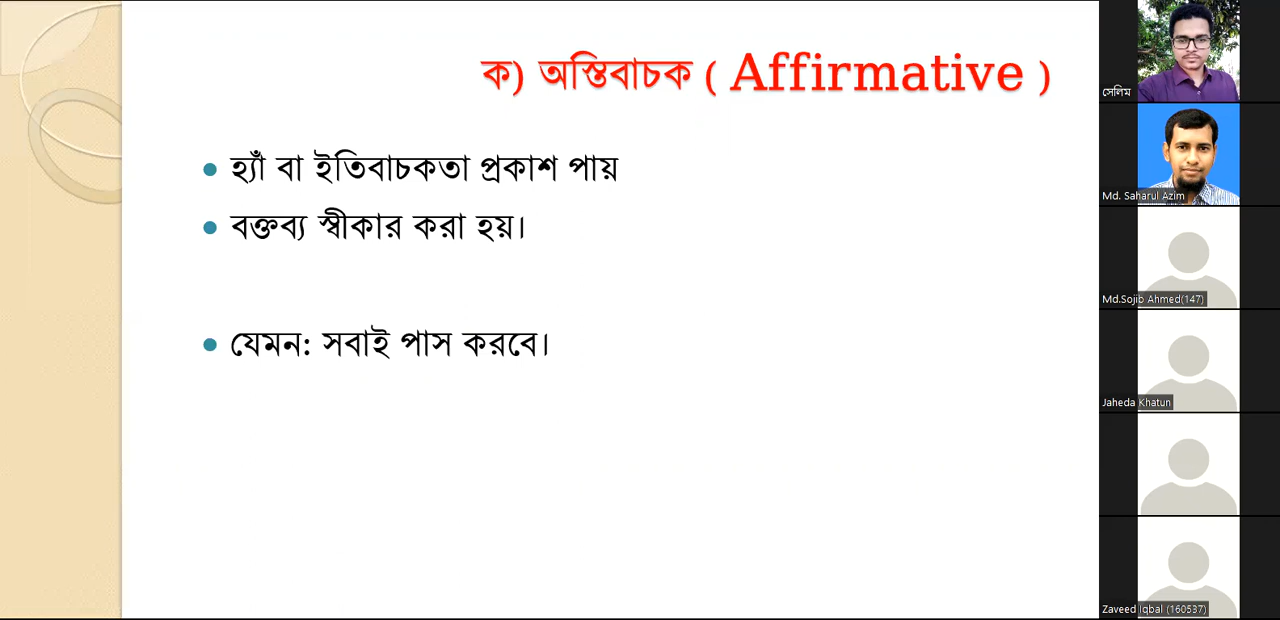 ক) অস্তিবাচক ( Affirmative )
হ্যাঁ বা ইতিবাচকতা প্রকাশ পায়
বক্তব্য স্বীকার করা হয়।
যেমন: সবাই পাস করবে।
সেলিম
Md. Saharul Azim
Md.Sojib Ahmed(147)
Jaheda Khatun
Zaveed Iqbal (160537)